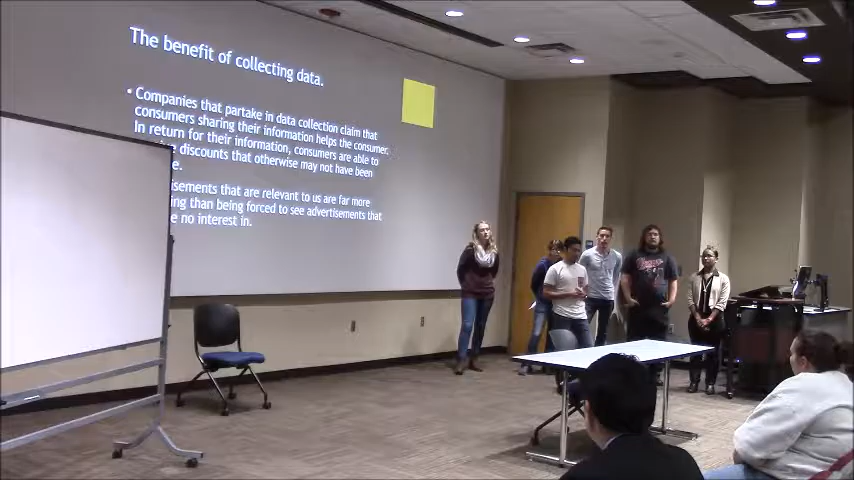 The benefit of collecting data.
• Companies that partake in data collection claim that
consumers sharing their information helps the consumer.
In return for their information, consumers are able to
discounts that otherwise may not have been
e.
sements that are relevant to us are far more
ing than being forced to see advertisements that
e no interest in.